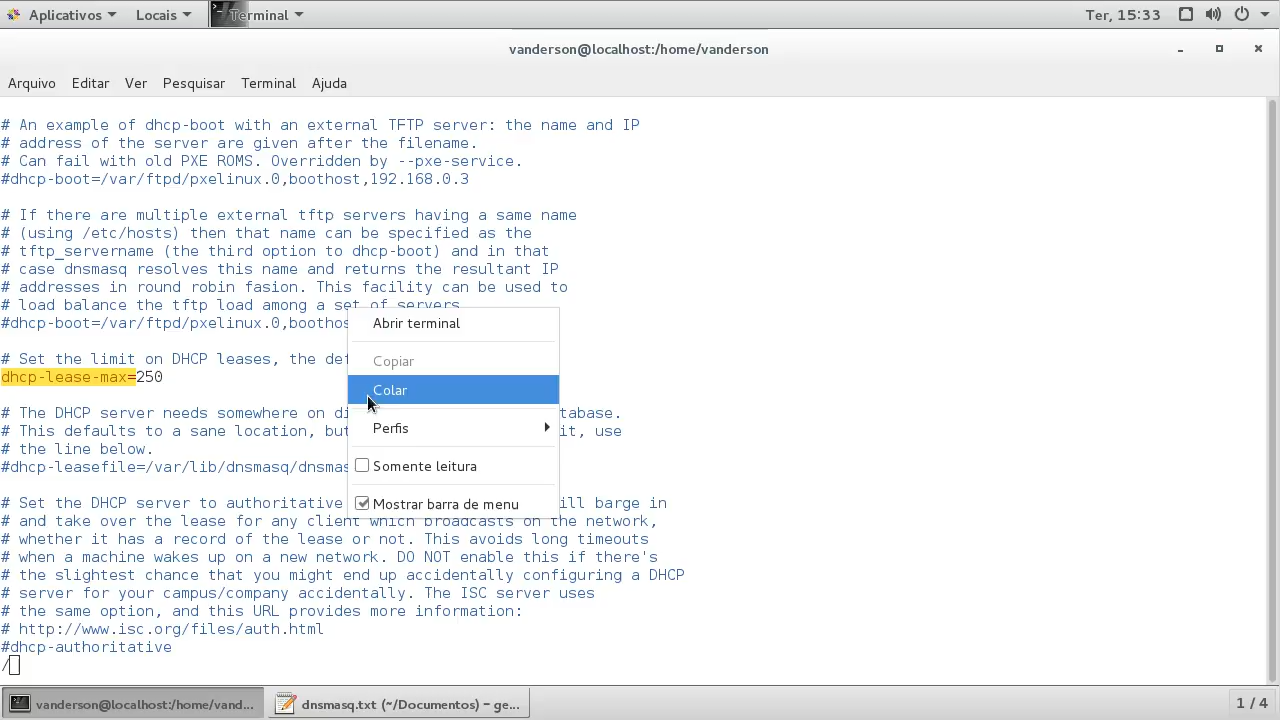 Aplicativos Locais Terminal Ter, 15:33
vanderson@localhost:/home/vanderson
Arquivo Editar Ver Pesquisar Terminal Ajuda
# An example of dhcp-boot with an external TFTP server: the name and IP
# address of the server are given after the filename.
# Can fail with old PXE ROMS. Overridden by --pxe-service.
#dhcp-boot=/var/ftpd/pxelinux.0,boothost,192.168.0.3
# If there are multiple external tftp servers having a same name
# (using /etc/hosts) then that name can be specified as the
# tftp_servername (the third option to dhcp-boot) and in that
# case dnsmasq resolves this name and returns the resultant IP
# addresses in round robin fasion. This facility can be used to
# load balance the tftp load among a set of servers.
#dhcp-boot=/var/ftpd/pxelinux.0,boothos
# Set the limit on DHCP leases, the de
dhcp-lease-max=250
# The DHCP server needs somewhere on di tabase.
# This defaults to a sane location, but it, use
# the line below.
#dhcp-leasefile=/var/lib/dnsmasq/dnsmas
# Set the DHCP server to authoritative ill barge in
# and take over the lease for any client which broadcasts on the network,
# whether it has a record of the lease or not. This avoids long timeouts
# when a machine wakes up on a new network. DO NOT enable this if there's
# the slightest chance that you might end up accidentally configuring a DHCP
# server for your campus/company accidentally. The ISC server uses
# the same option, and this URL provides more information:
# http://www.isc.org/files/auth.html
#dhcp-authoritative
/
Abrir terminal
Copiar
Colar
Perfis
Somente leitura
Mostrar barra de menu
vanderson@localhost:/home/vand... dnsmasq.txt (~/Documentos) – ge... 1 / 4